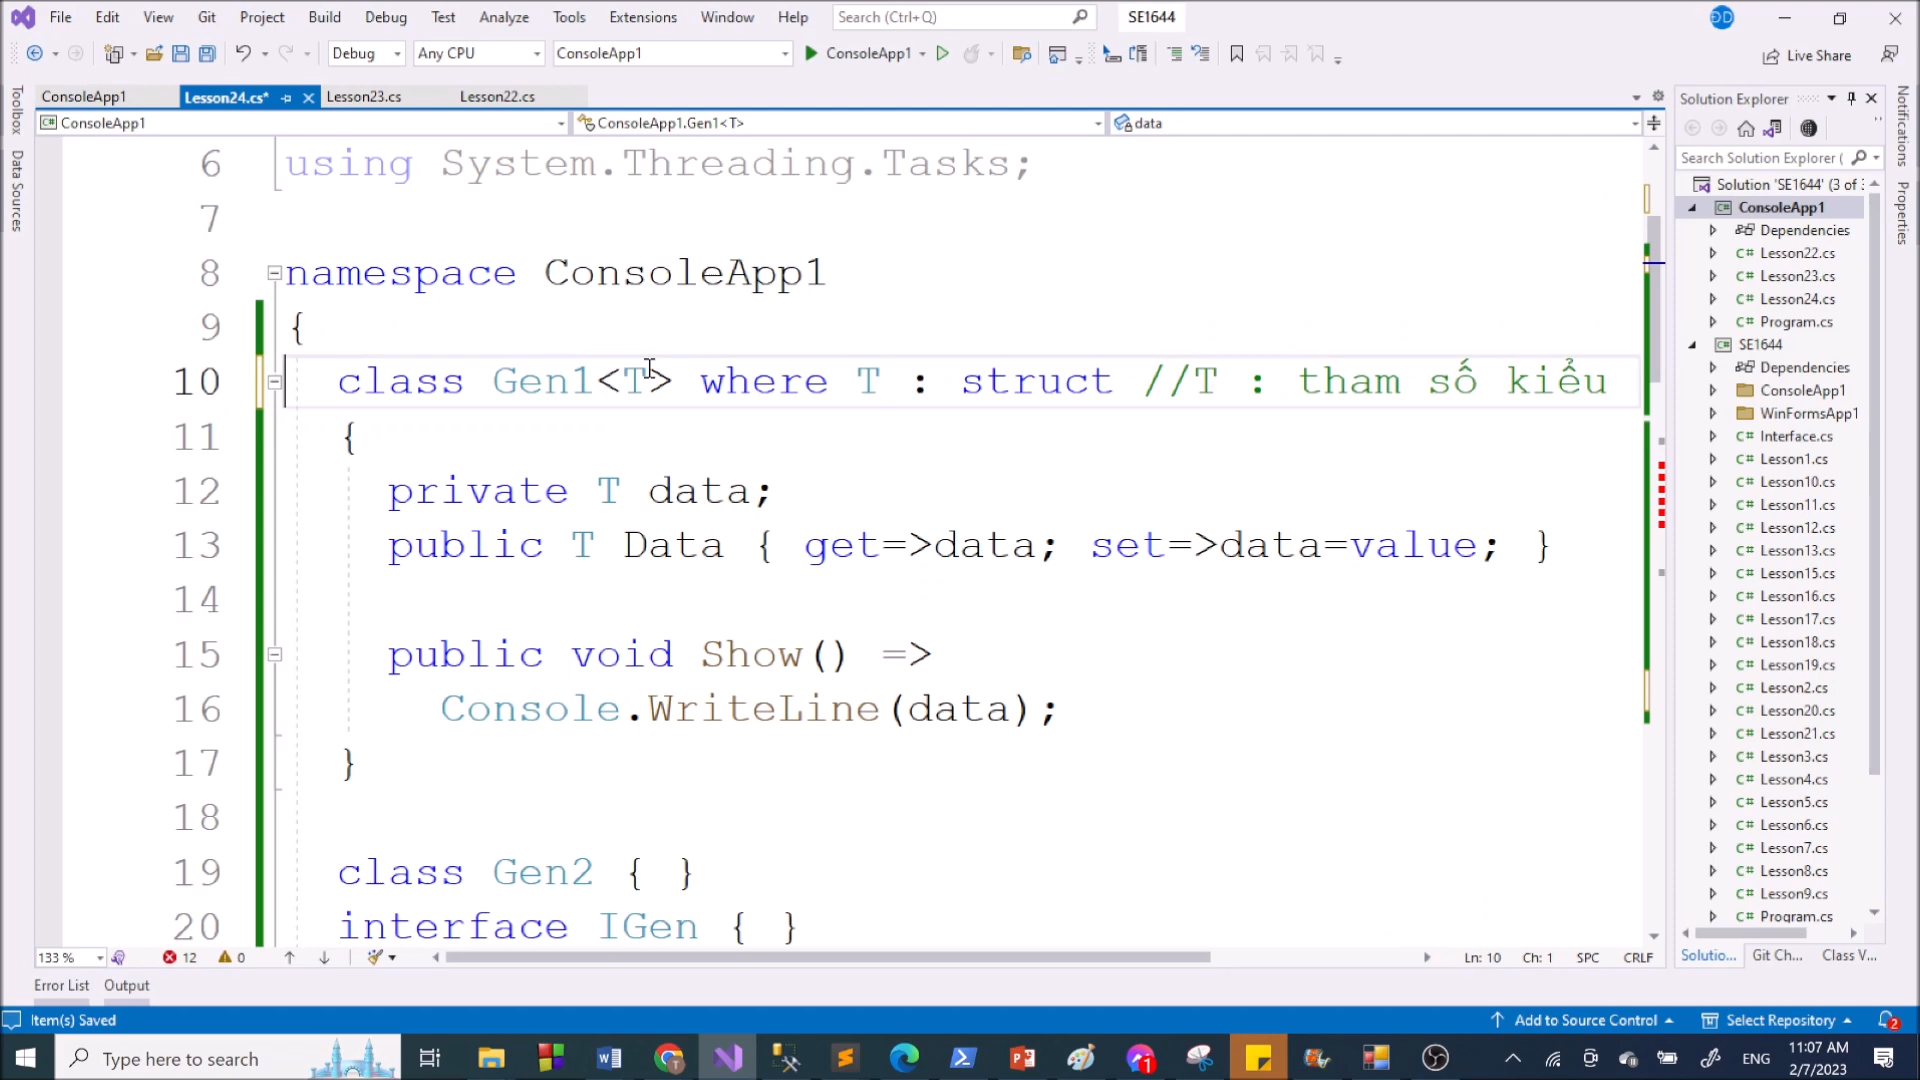 File Edit View Git Project Build Debug Test Analyze Tools Extensions Window Help Search (Ctrl+Q) SE1644 ĐD
Debug Any CPU ConsoleApp1 ConsoleApp1 Live Share
ConsoleApp1 Lesson24.cs* Lesson23.cs Lesson22.cs
ConsoleApp1 ConsoleApp1.Gen1<T> data
Toolbox
Data Sources
6 using System.Threading.Tasks;
7
8 namespace ConsoleApp1
9 {
10 class Gen1<T> where T : struct //T : tham số kiểu
11 {
12 private T data;
13 public T Data { get=>data; set=>data=value; }
14
15 public void Show() =>
16 Console.WriteLine(data);
17 }
18
19 class Gen2 { }
20 interface IGen { }
133 % 12 0 Ln: 10 Ch: 1 SPC CRLF
Error List Output
Solution Explorer
Search Solution Explorer (
Solution 'SE1644' (3 of
C# ConsoleApp1
Dependencies
C# Lesson22.cs
C# Lesson23.cs
C# Lesson24.cs
C# Program.cs
C# SE1644
Dependencies
ConsoleApp1
WinFormsApp1
C# Interface.cs
C# Lesson1.cs
C# Lesson10.cs
C# Lesson11.cs
C# Lesson12.cs
C# Lesson13.cs
C# Lesson15.cs
C# Lesson16.cs
C# Lesson17.cs
C# Lesson18.cs
C# Lesson19.cs
C# Lesson2.cs
C# Lesson20.cs
C# Lesson21.cs
C# Lesson3.cs
C# Lesson4.cs
C# Lesson5.cs
C# Lesson6.cs
C# Lesson7.cs
C# Lesson8.cs
C# Lesson9.cs
C# Program.cs
Solutio... Git Ch... Class V...
Notifications
Properties
Item(s) Saved Add to Source Control Select Repository 2
Type here to search 1 ENG 11:07 AM
2/7/2023